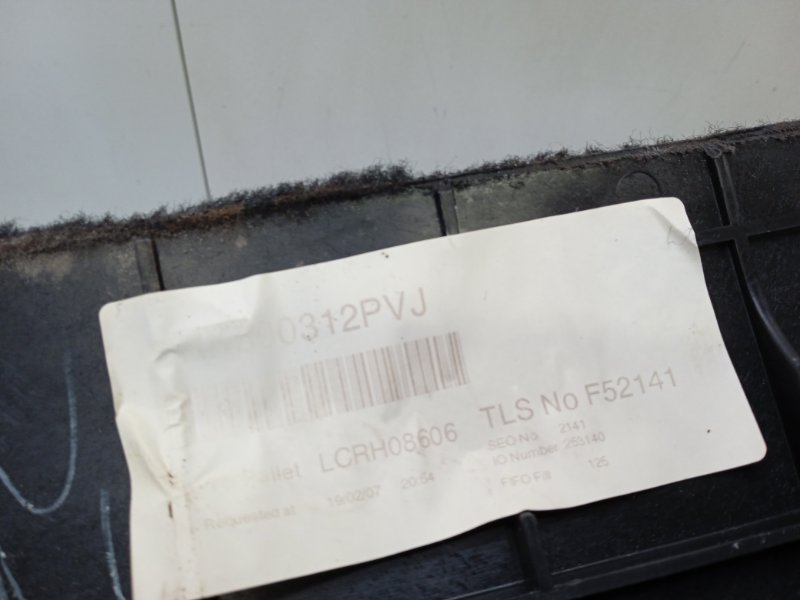 0312PVJ
LCRH08606 TLS No F52141
SEQ No 2141
IO Number 253140
Requested at 19/02/07 20:54 FIFO Fill 125